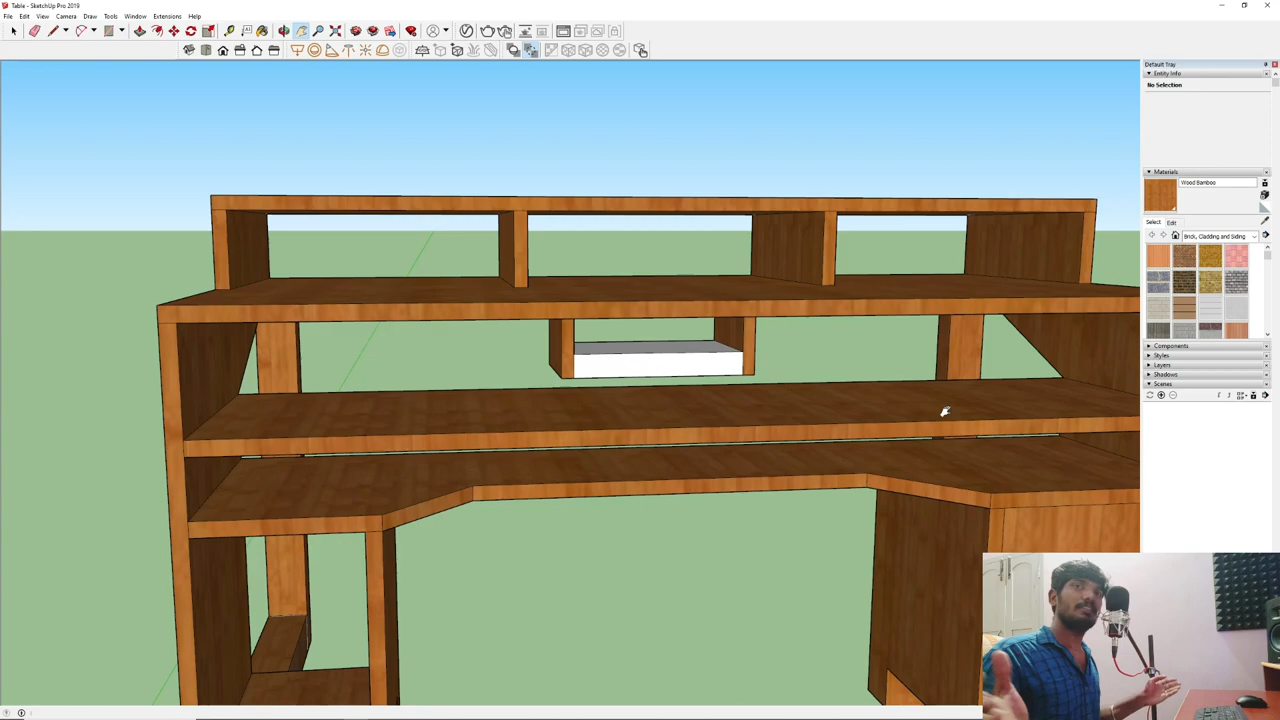 Table - SketchUp Pro 2019
File Edit View Camera Draw Tools Window Extensions Help
Default Tray
Entity Info
No Selection
Materials
Wood Bamboo
Select Edit
Brick, Cladding and Siding
Components
Styles
Layers
Shadows
Scenes